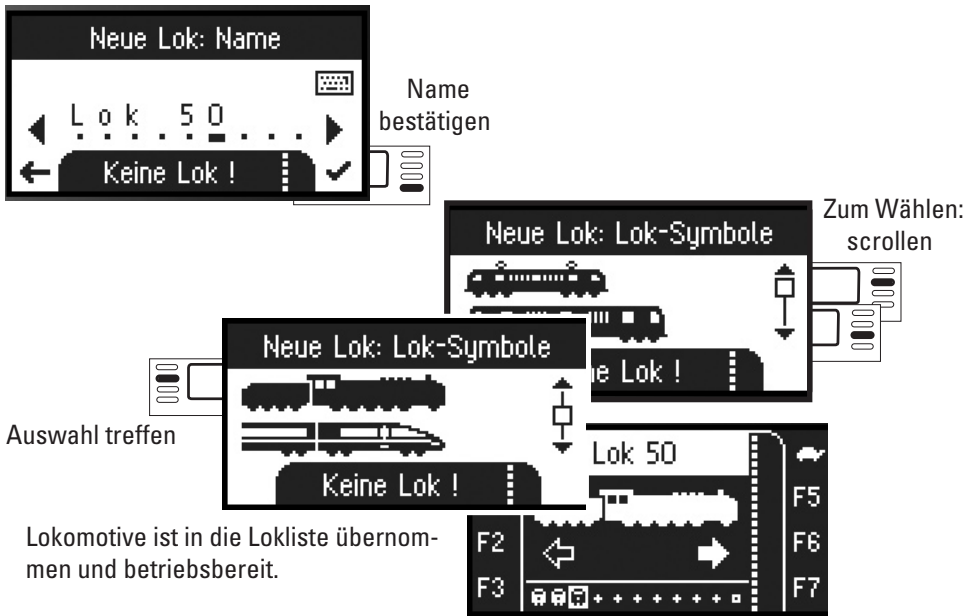 Neue Lok: Name
Lok 50
Keine Lok !
Name
bestätigen
Neue Lok: Lok-Symbole
e Lok !
Zum Wählen:
scrollen
Neue Lok: Lok-Symbole
Keine Lok !
Auswahl treffen
Lok 50
F5
F2
F6
F3
F7
Lokomotive ist in die Lokliste übernom-
men und betriebsbereit.